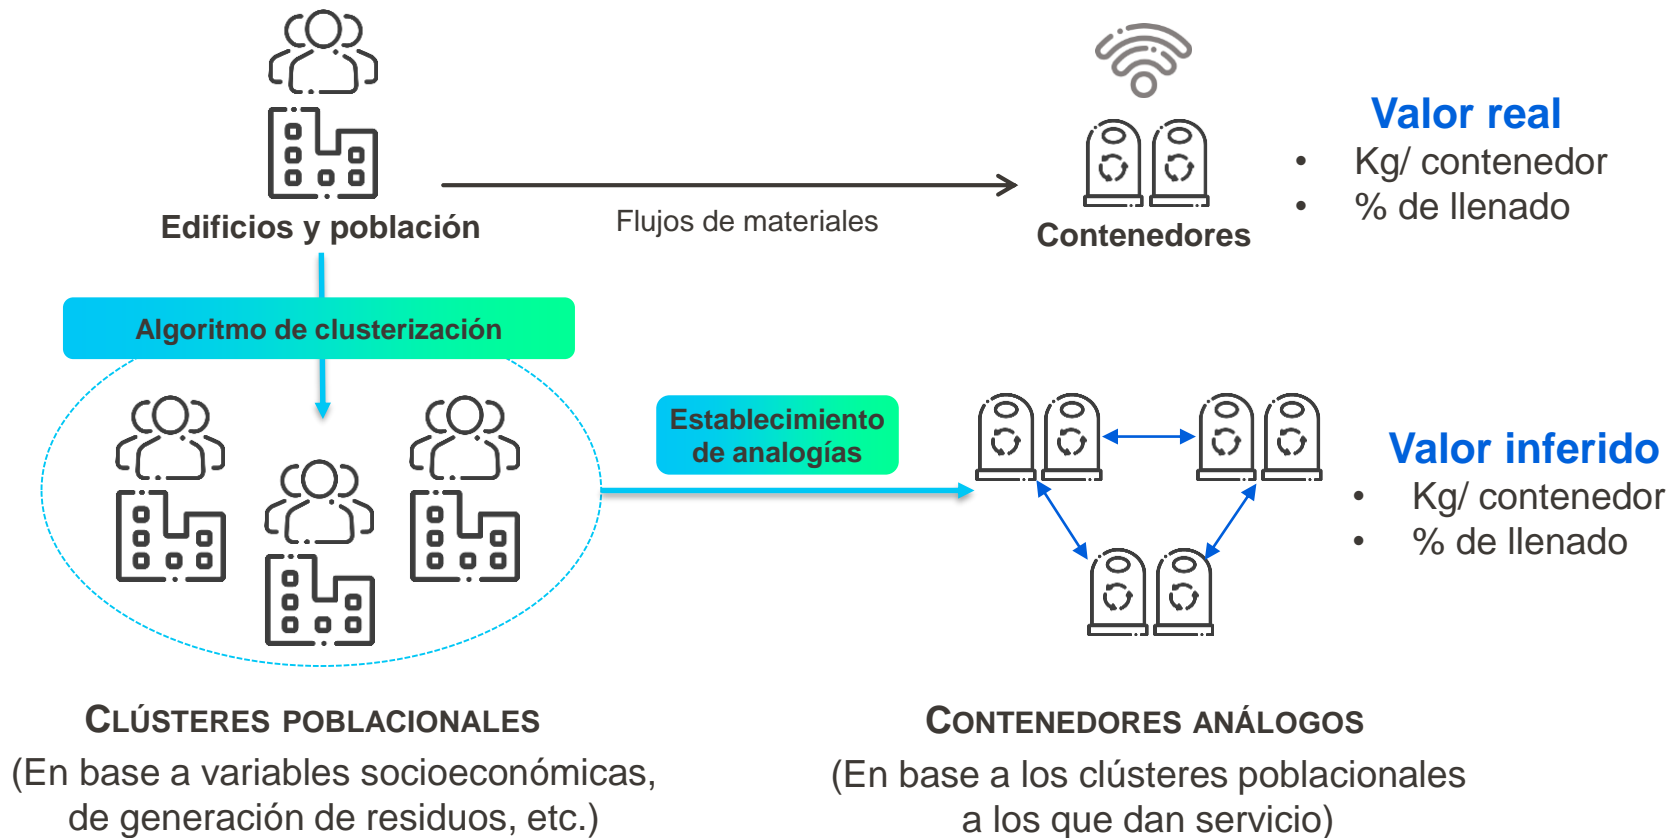 Valor real
• Kg/ contenedor
• % de llenado
Edificios y población
Flujos de materiales
Contenedores
Algoritmo de clusterización
Establecimiento
de analogías
Valor inferido
• Kg/ contenedor
• % de llenado
CLÚSTERES POBLACIONALES
(En base a variables socioeconómicas,
de generación de residuos, etc.)
CONTENEDORES ANÁLOGOS
(En base a los clústeres poblacionales
a los que dan servicio)